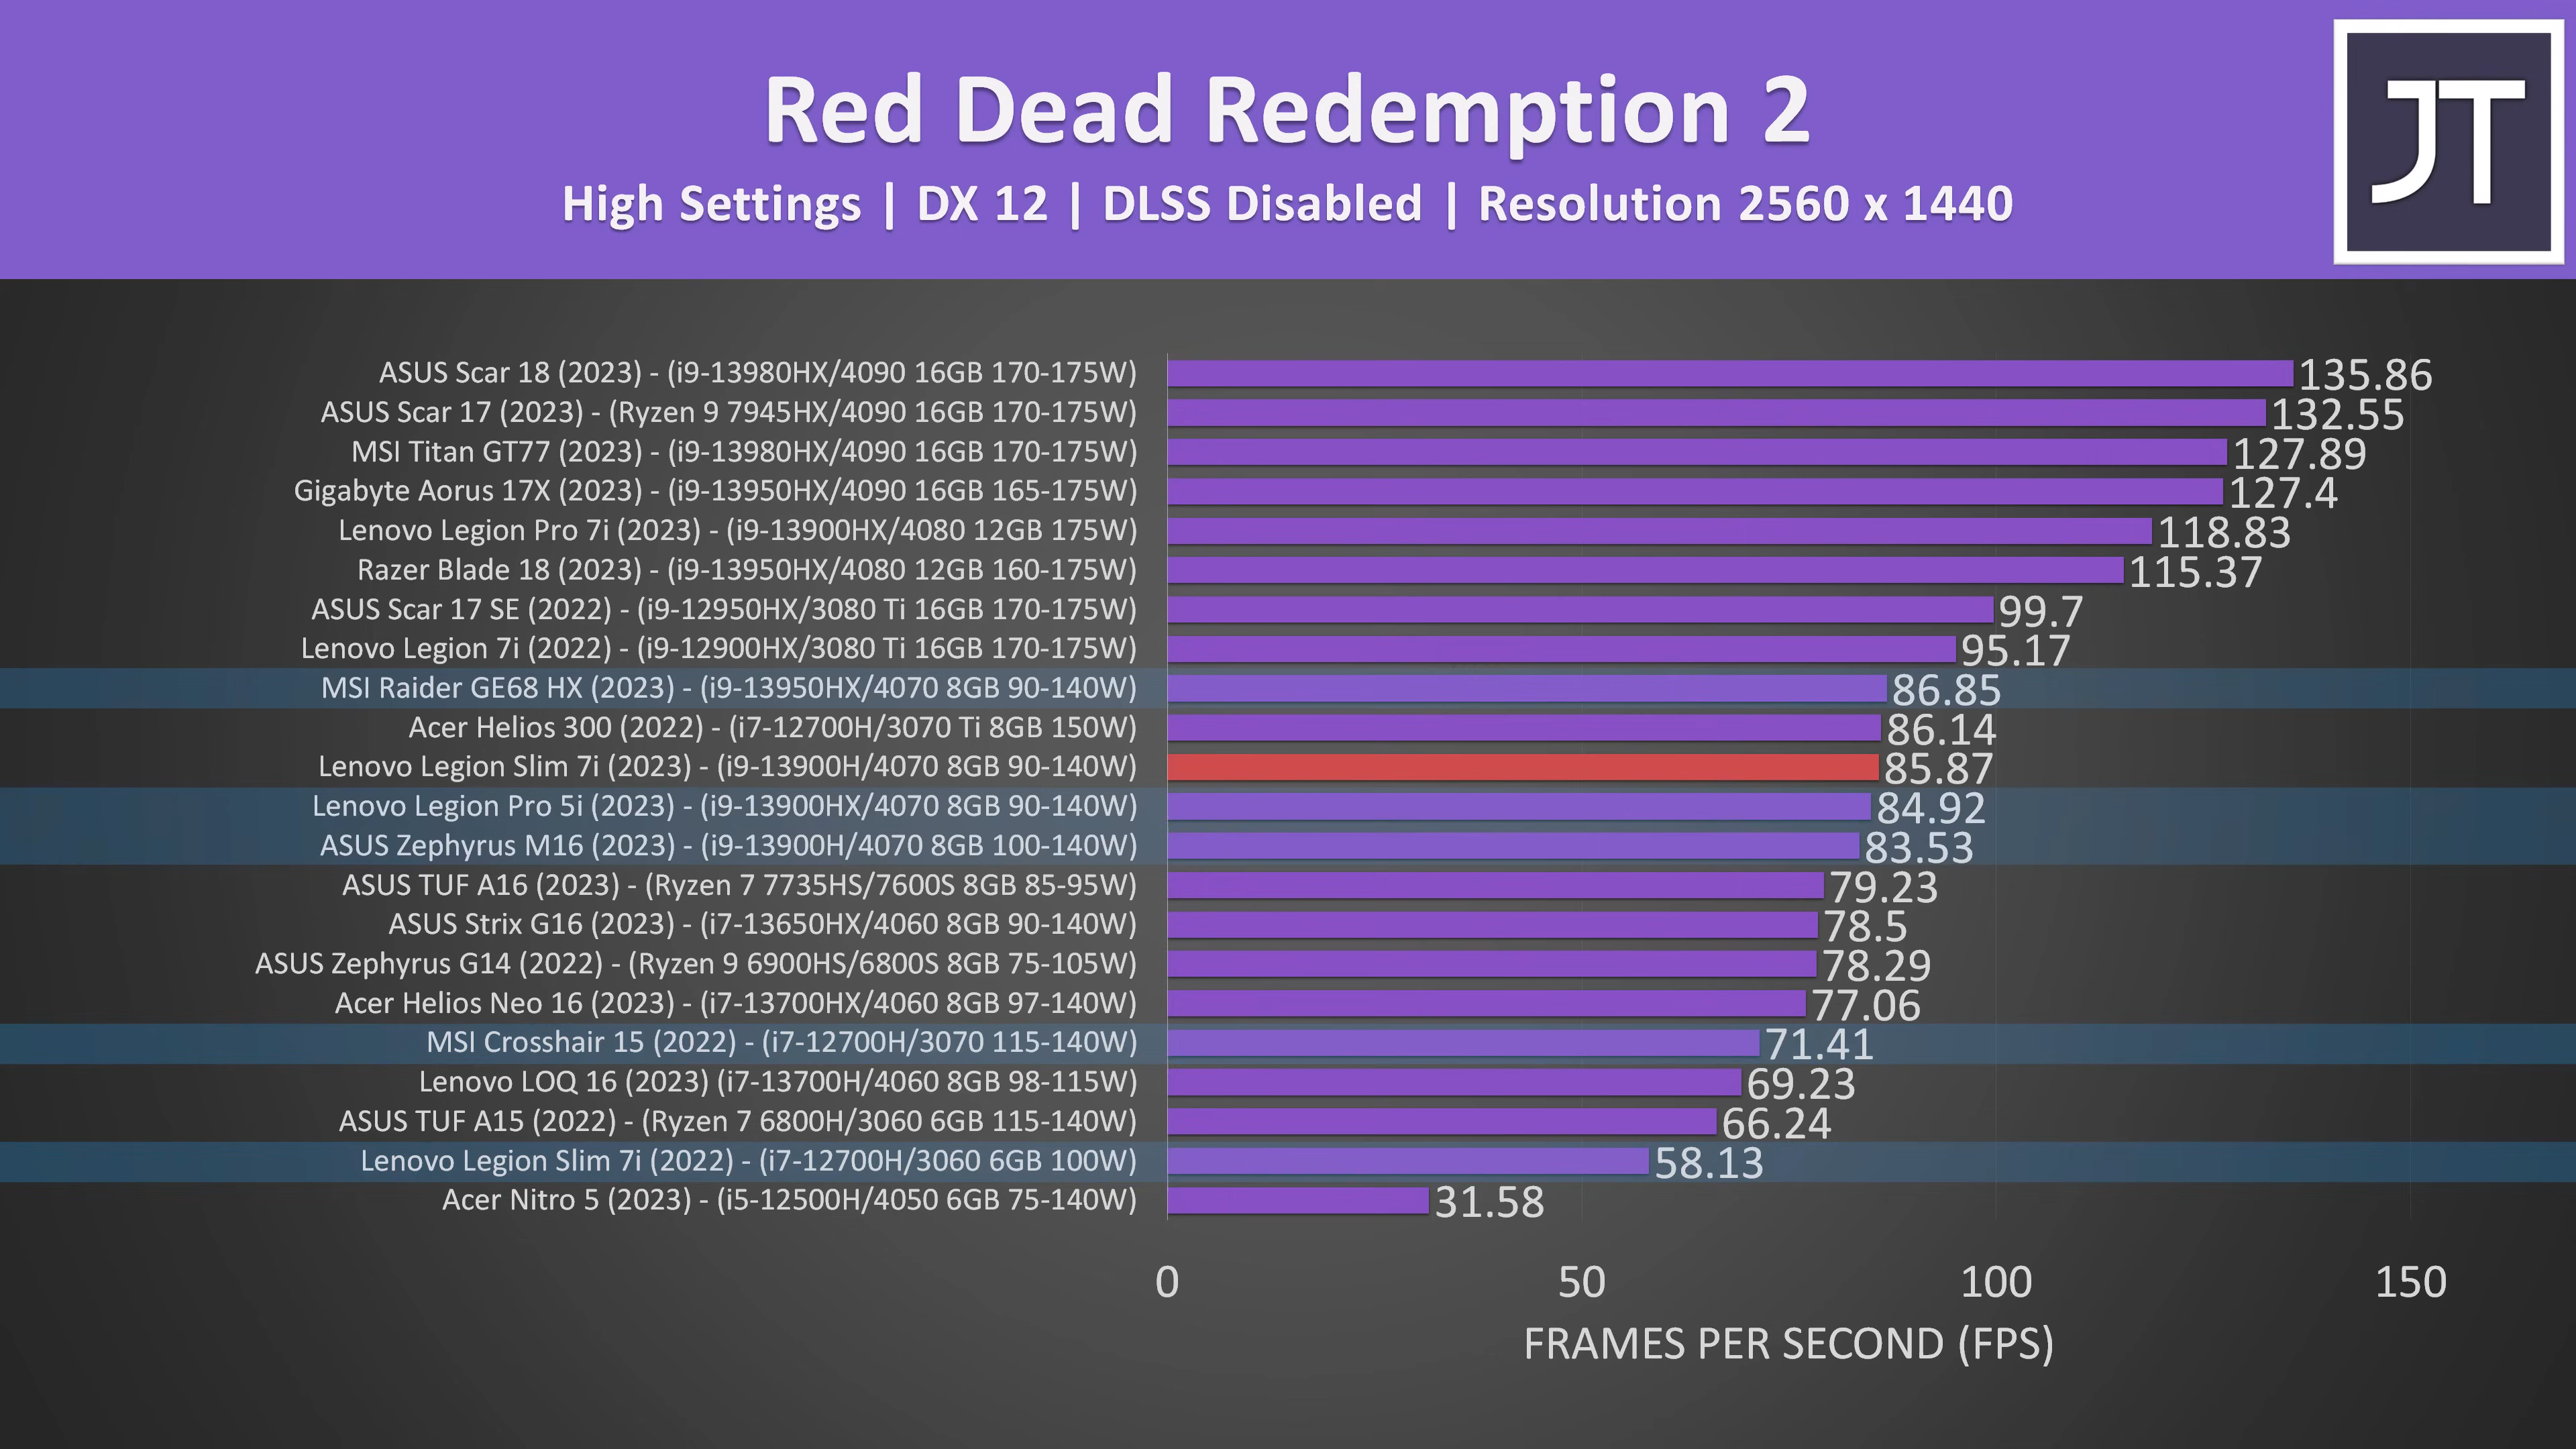 Red Dead Redemption 2
High Settings | DX 12 | DLSS Disabled | Resolution 2560 x 1440
JT
ASUS Scar 18 (2023) - (i9-13980HX/4090 16GB 170-175W) 135.86
ASUS Scar 17 (2023) - (Ryzen 9 7945HX/4090 16GB 170-175W) 132.55
MSI Titan GT77 (2023) - (i9-13980HX/4090 16GB 170-175W) 127.89
Gigabyte Aorus 17X (2023) - (i9-13950HX/4090 16GB 165-175W) 127.4
Lenovo Legion Pro 7i (2023) - (i9-13900HX/4080 12GB 175W) 118.83
Razer Blade 18 (2023) - (i9-13950HX/4080 12GB 160-175W) 115.37
ASUS Scar 17 SE (2022) - (i9-12950HX/3080 Ti 16GB 170-175W) 99.7
Lenovo Legion 7i (2022) - (i9-12900HX/3080 Ti 16GB 170-175W) 95.17
MSI Raider GE68 HX (2023) - (i9-13950HX/4070 8GB 90-140W) 86.85
Acer Helios 300 (2022) - (i7-12700H/3070 Ti 8GB 150W) 86.14
Lenovo Legion Slim 7i (2023) - (i9-13900H/4070 8GB 90-140W) 85.87
Lenovo Legion Pro 5i (2023) - (i9-13900HX/4070 8GB 90-140W) 84.92
ASUS Zephyrus M16 (2023) - (i9-13900H/4070 8GB 100-140W) 83.53
ASUS TUF A16 (2023) - (Ryzen 7 7735HS/7600S 8GB 85-95W) 79.23
ASUS Strix G16 (2023) - (i7-13650HX/4060 8GB 90-140W) 78.5
ASUS Zephyrus G14 (2022) - (Ryzen 9 6900HS/6800S 8GB 75-105W) 78.29
Acer Helios Neo 16 (2023) - (i7-13700HX/4060 8GB 97-140W) 77.06
MSI Crosshair 15 (2022) - (i7-12700H/3070 115-140W) 71.41
Lenovo LOQ 16 (2023) (i7-13700H/4060 8GB 98-115W) 69.23
ASUS TUF A15 (2022) - (Ryzen 7 6800H/3060 6GB 115-140W) 66.24
Lenovo Legion Slim 7i (2022) - (i7-12700H/3060 6GB 100W) 58.13
Acer Nitro 5 (2023) - (i5-12500H/4050 6GB 75-140W) 31.58
0 50 100 150
FRAMES PER SECOND (FPS)